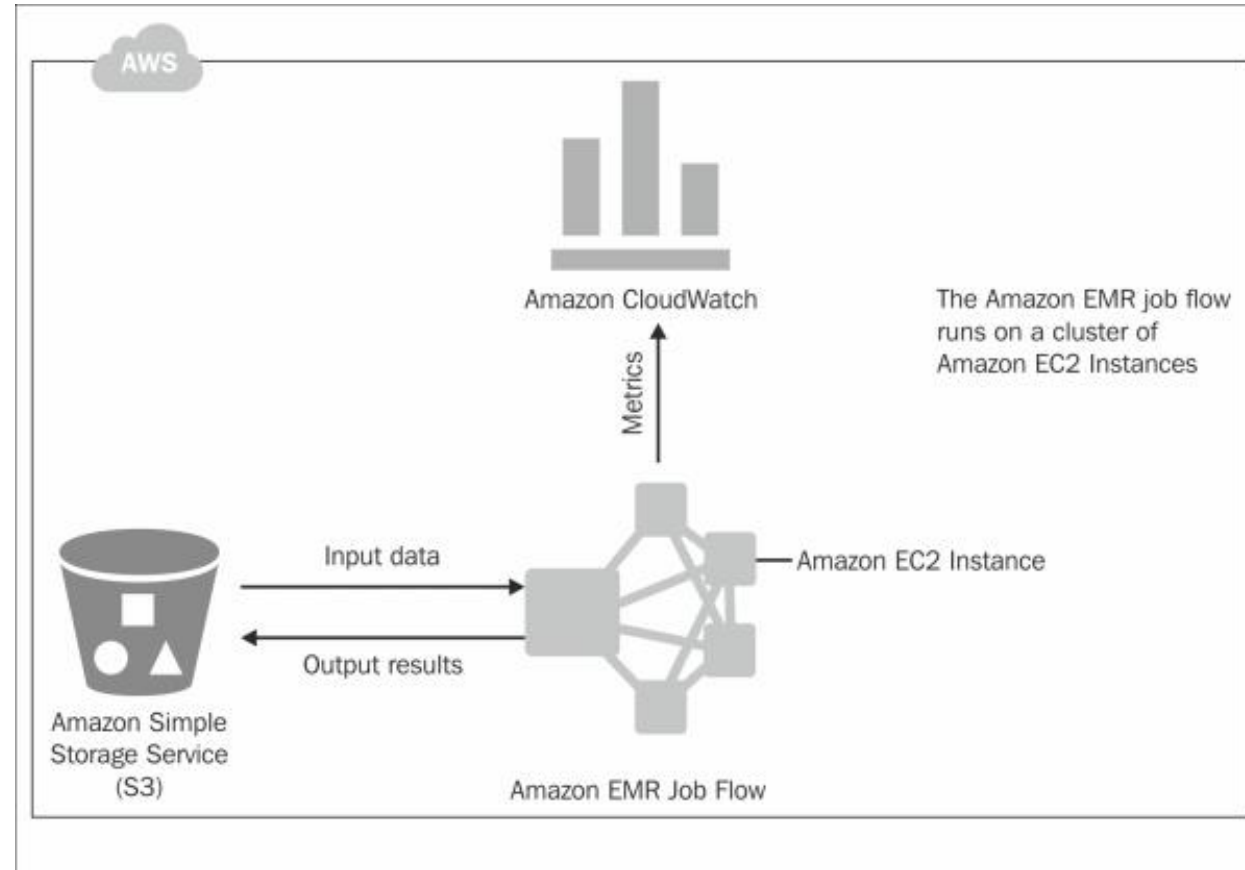 AWS
Amazon CloudWatch
The Amazon EMR job flow
runs on a cluster of
Amazon EC2 Instances
Metrics
Input data
Amazon EC2 Instance
Output results
Amazon Simple
Storage Service
(S3)
Amazon EMR Job Flow